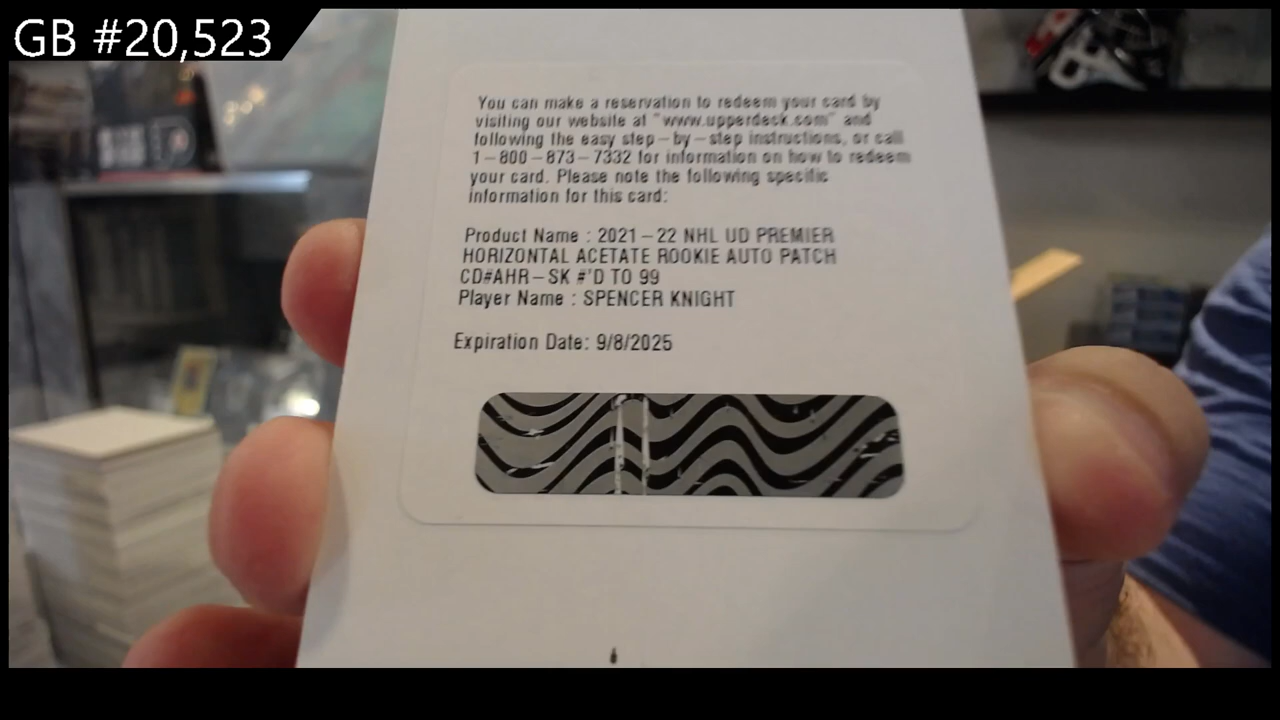 GB #20,523
You can make a reservation to redeem your card by
visiting our website at "www.upperdeck.com" and
following the easy step-by-step instructions, or call
1-800-873-7332 for information on how to redeem
your card. Please note the following specific
information for this card:
Product Name : 2021-22 NHL UD PREMIER
HORIZONTAL ACETATE ROOKIE AUTO PATCH
CD#AHR-SK #'D TO 99
Player Name : SPENCER KNIGHT
Expiration Date: 9/8/2025